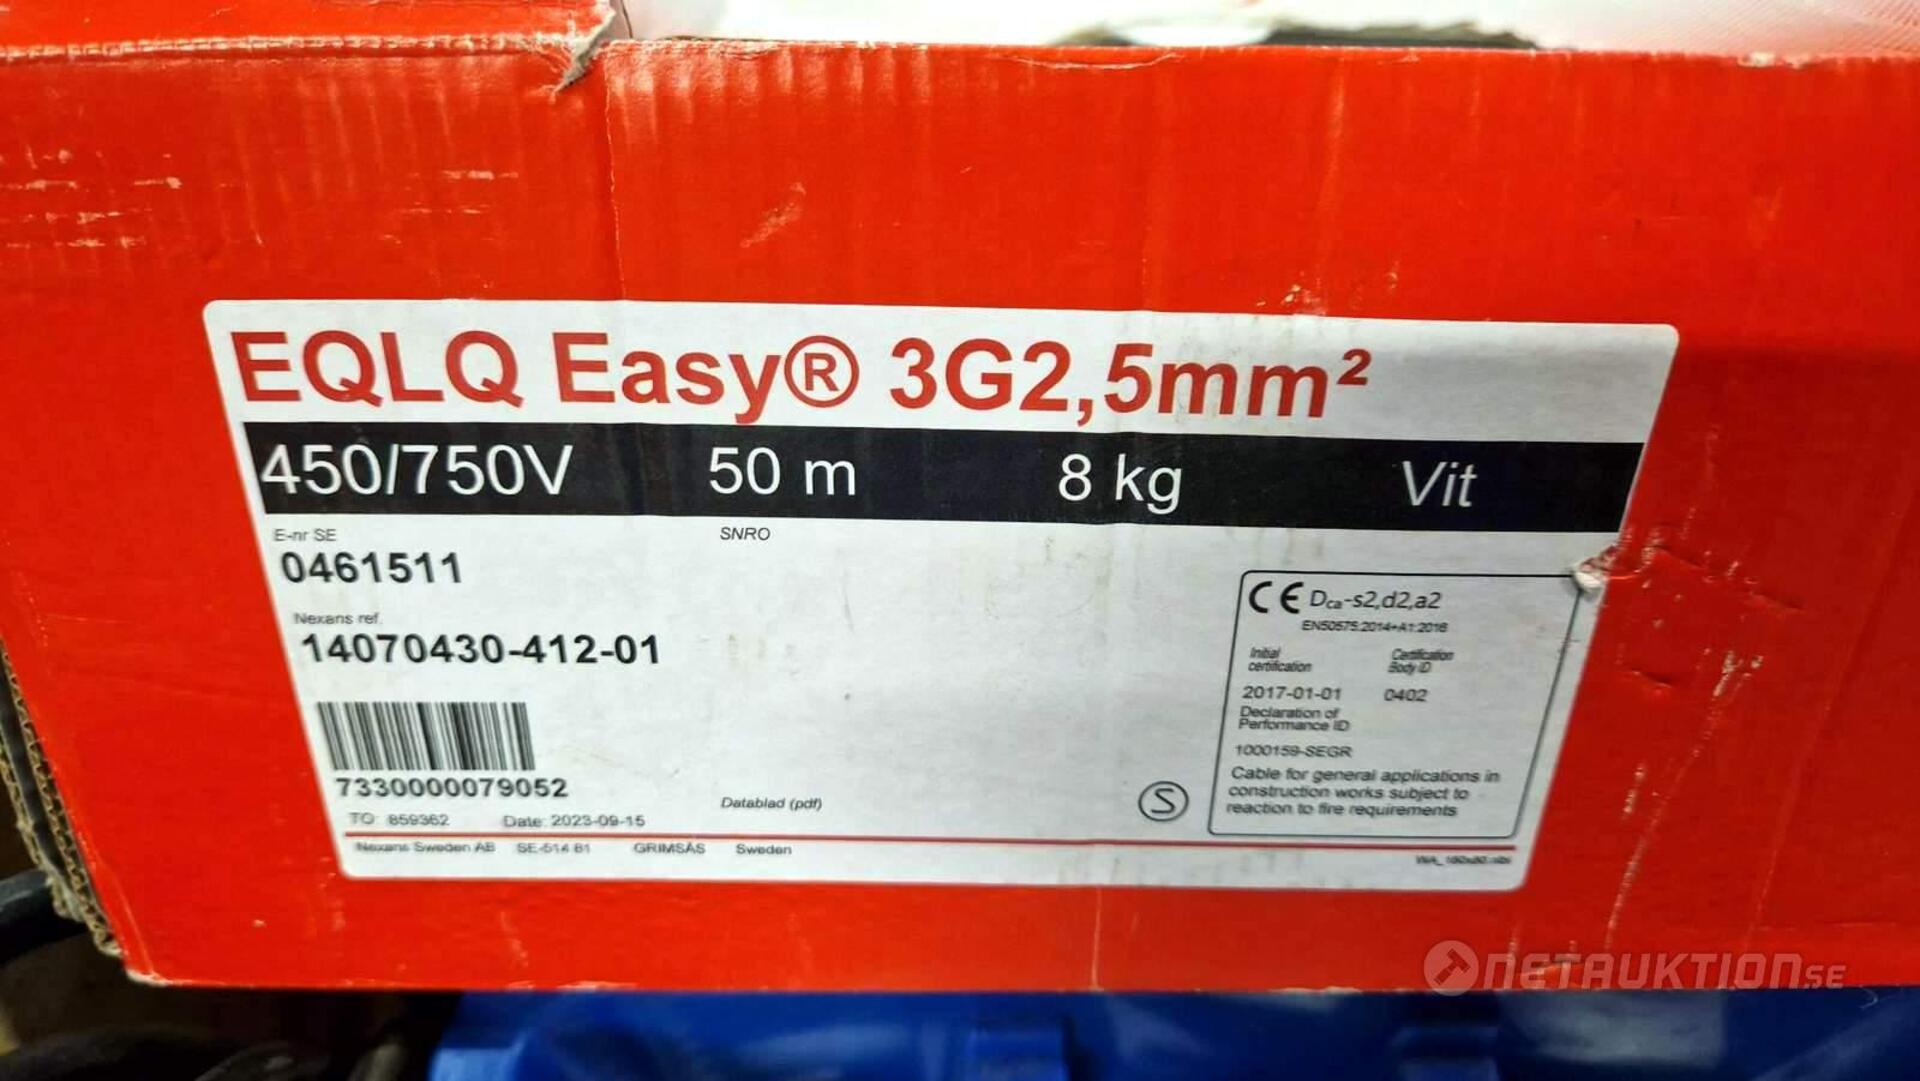 EQLQ Easy® 3G2,5mm²
450/750V 50 m 8 kg Vit
E-nr SE SNRO
0461511
Nexans ref.
14070430-412-01
7330000079052
TO 859362 Date: 2023-09-15
Datablad (pdf)
Nexans Sweden AB SE-514 81 GRIMSÅS Sweden
S
CE Dca-s2,d2,a2
EN50575:2014+A1:2016
Initial certification
Certification Body ID
2017-01-01 0402
Declaration of
Performance ID
1000159-SEGR
Cable for general applications in
construction works subject to
reaction to fire requirements
NETAUKTION.SE